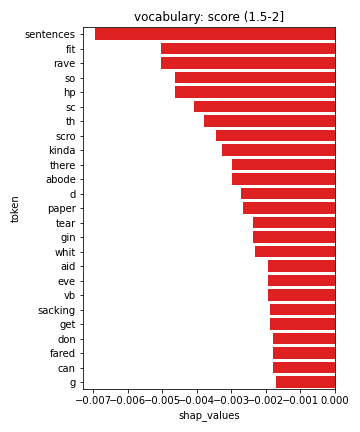 vocabulary: score (1.5-2]
sentences
fit
rave
so
hp
sc
th
scro
kinda
there
abode
d
paper
tear
gin
whit
aid
eve
vb
sacking
get
don
fared
can
g
token
−0.007−0.006−0.005−0.004−0.003−0.002−0.001 0.000
shap_values